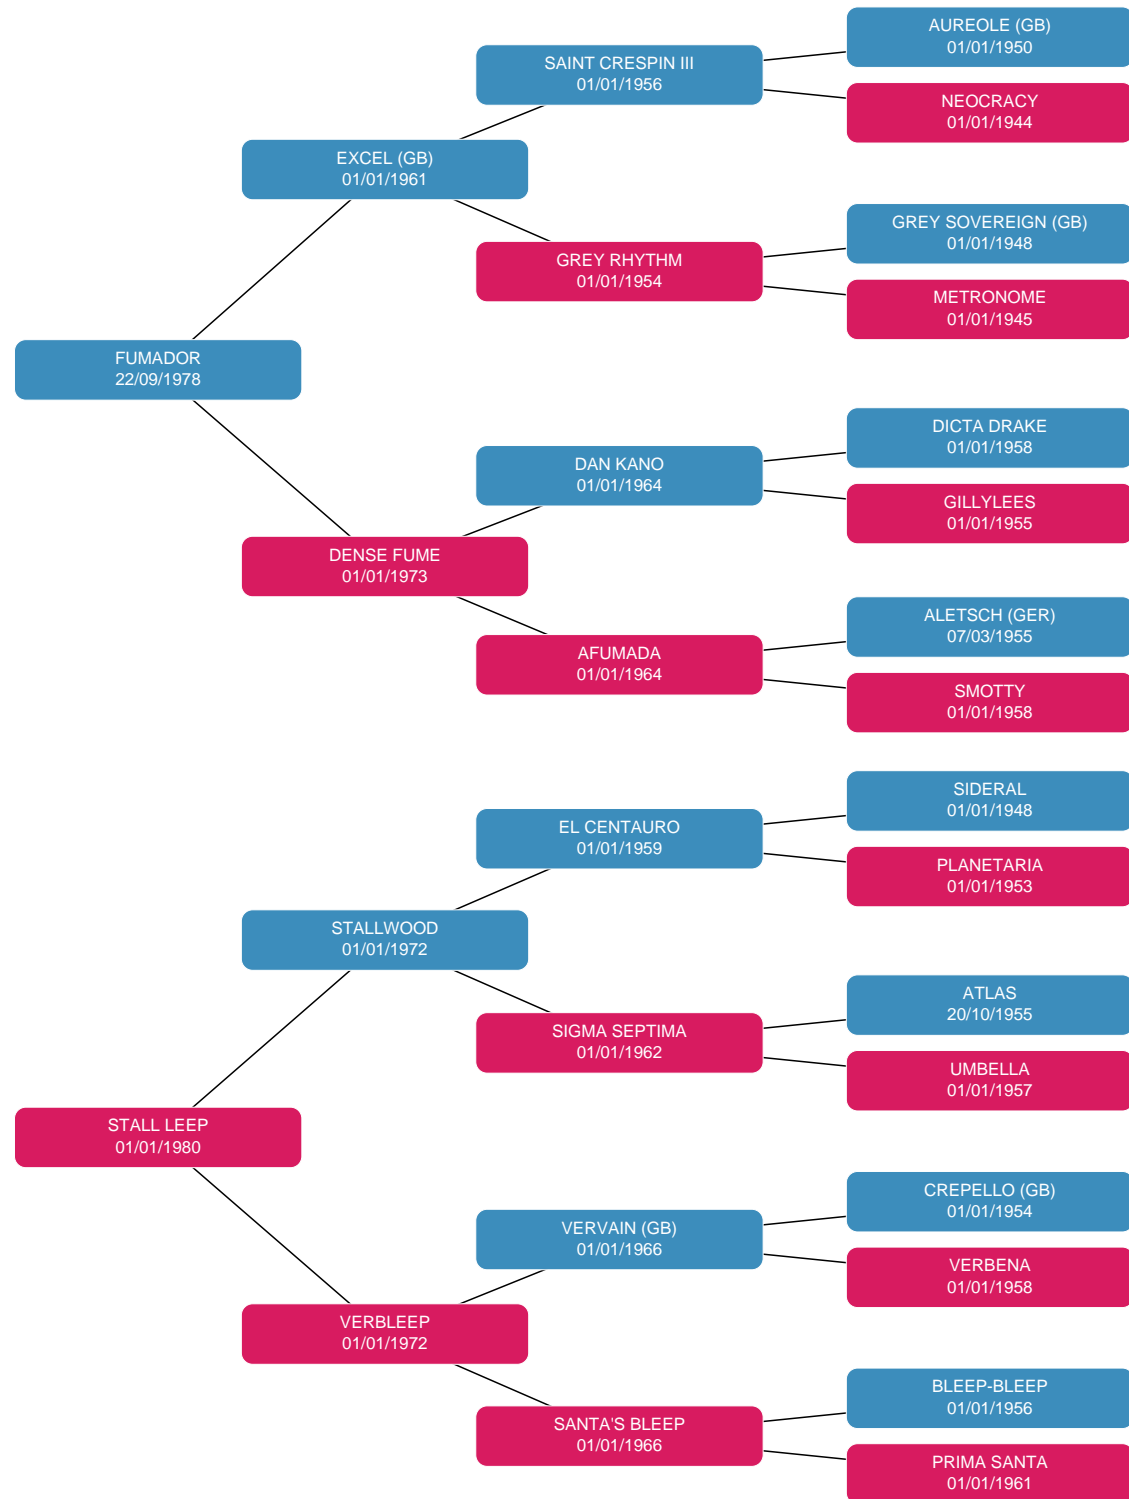 AUREOLE (GB)
01/01/1950
SAINT CRESPIN III
01/01/1956
NEOCRACY
01/01/1944
EXCEL (GB)
01/01/1961
GREY SOVEREIGN (GB)
01/01/1948
GREY RHYTHM
01/01/1954
METRONOME
01/01/1945
FUMADOR
22/09/1978
DICTA DRAKE
01/01/1958
DAN KANO
01/01/1964
GILLYLEES
01/01/1955
DENSE FUME
01/01/1973
ALETSCH (GER)
07/03/1955
AFUMADA
01/01/1964
SMOTTY
01/01/1958
SIDERAL
01/01/1948
EL CENTAURO
01/01/1959
PLANETARIA
01/01/1953
STALLWOOD
01/01/1972
ATLAS
20/10/1955
SIGMA SEPTIMA
01/01/1962
UMBELLA
01/01/1957
STALL LEEP
01/01/1980
CREPELLO (GB)
01/01/1954
VERVAIN (GB)
01/01/1966
VERBENA
01/01/1958
VERBLEEP
01/01/1972
BLEEP-BLEEP
01/01/1956
SANTA'S BLEEP
01/01/1966
PRIMA SANTA
01/01/1961